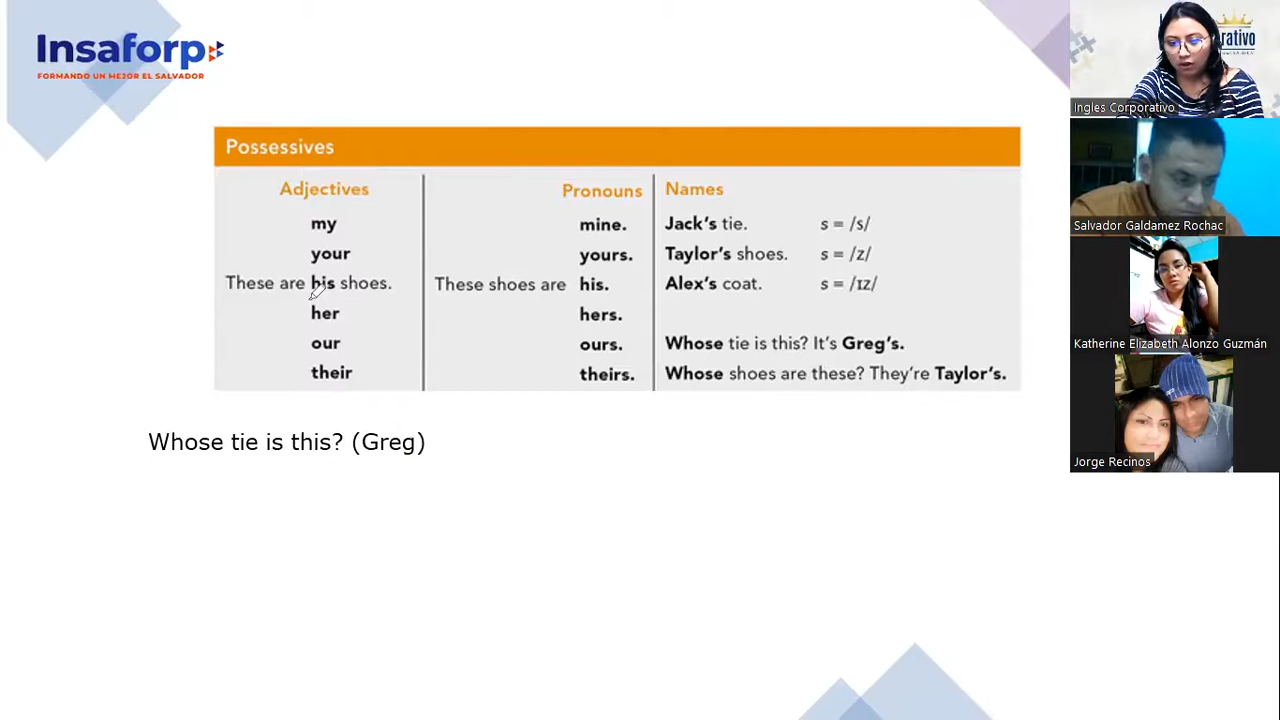 Insaforp
FORMANDO UN MEJOR EL SALVADOR
Possessives
Adjectives
my
your
These are his shoes.
her
our
their
Pronouns
mine.
yours.
These shoes are his.
hers.
ours.
theirs.
Names
Jack's tie. s = /s/
Taylor's shoes. s = /z/
Alex's coat. s = /ɪz/
Whose tie is this? It's Greg's.
Whose shoes are these? They're Taylor's.
Whose tie is this? (Greg)
rativo
Ingles Corporativo
Salvador Galdamez Rochac
Katherine Elizabeth Alonzo Guzmán
Jorge Recinos